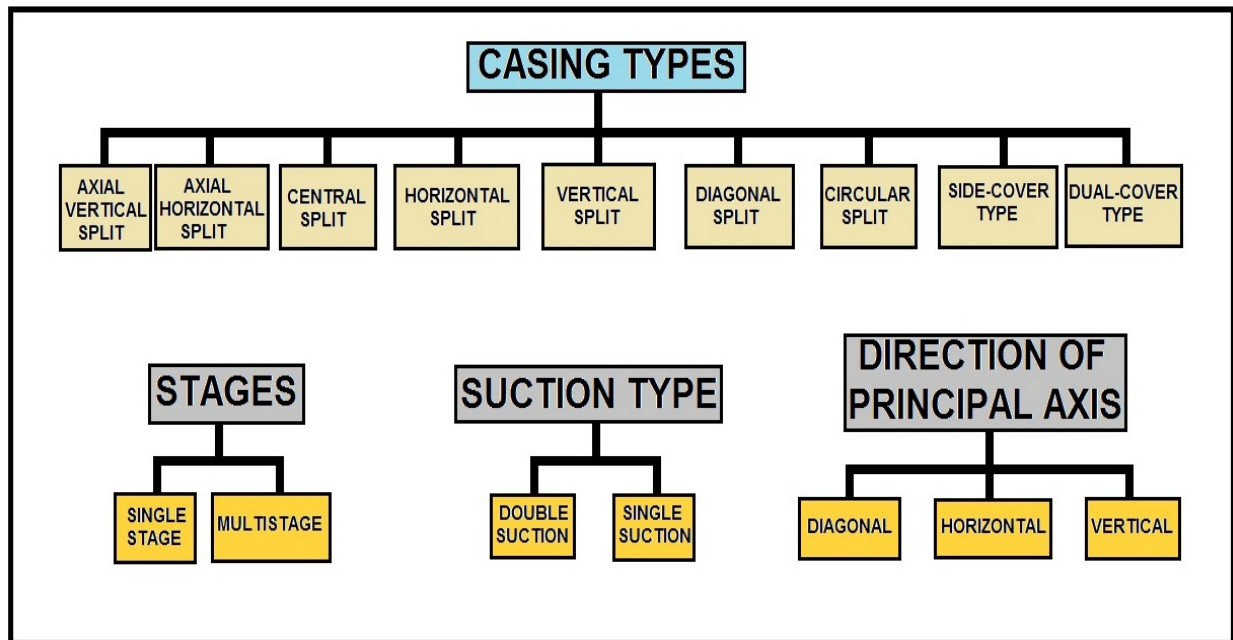 CASING TYPES
AXIAL
VERTICAL
SPLIT
AXIAL
HORIZONTAL
SPLIT
CENTRAL
SPLIT
HORIZONTAL
SPLIT
VERTICAL
SPLIT
DIAGONAL
SPLIT
CIRCULAR
SPLIT
SIDE-COVER
TYPE
DUAL-COVER
TYPE
STAGES
SINGLE
STAGE
MULTISTAGE
SUCTION TYPE
DOUBLE
SUCTION
SINGLE
SUCTION
DIRECTION OF
PRINCIPAL AXIS
DIAGONAL
HORIZONTAL
VERTICAL